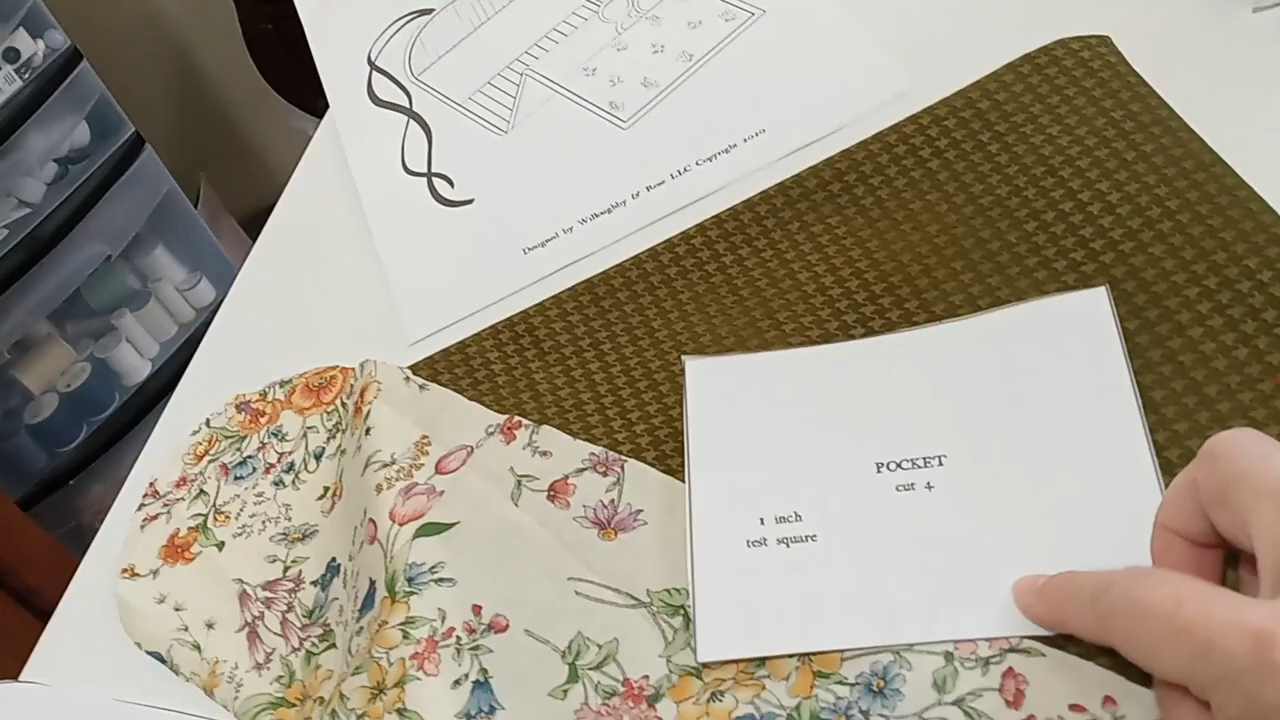 Designed by Willoughby & Rose LLC Copyright 2020
POCKET
cut 4
1 inch
test square